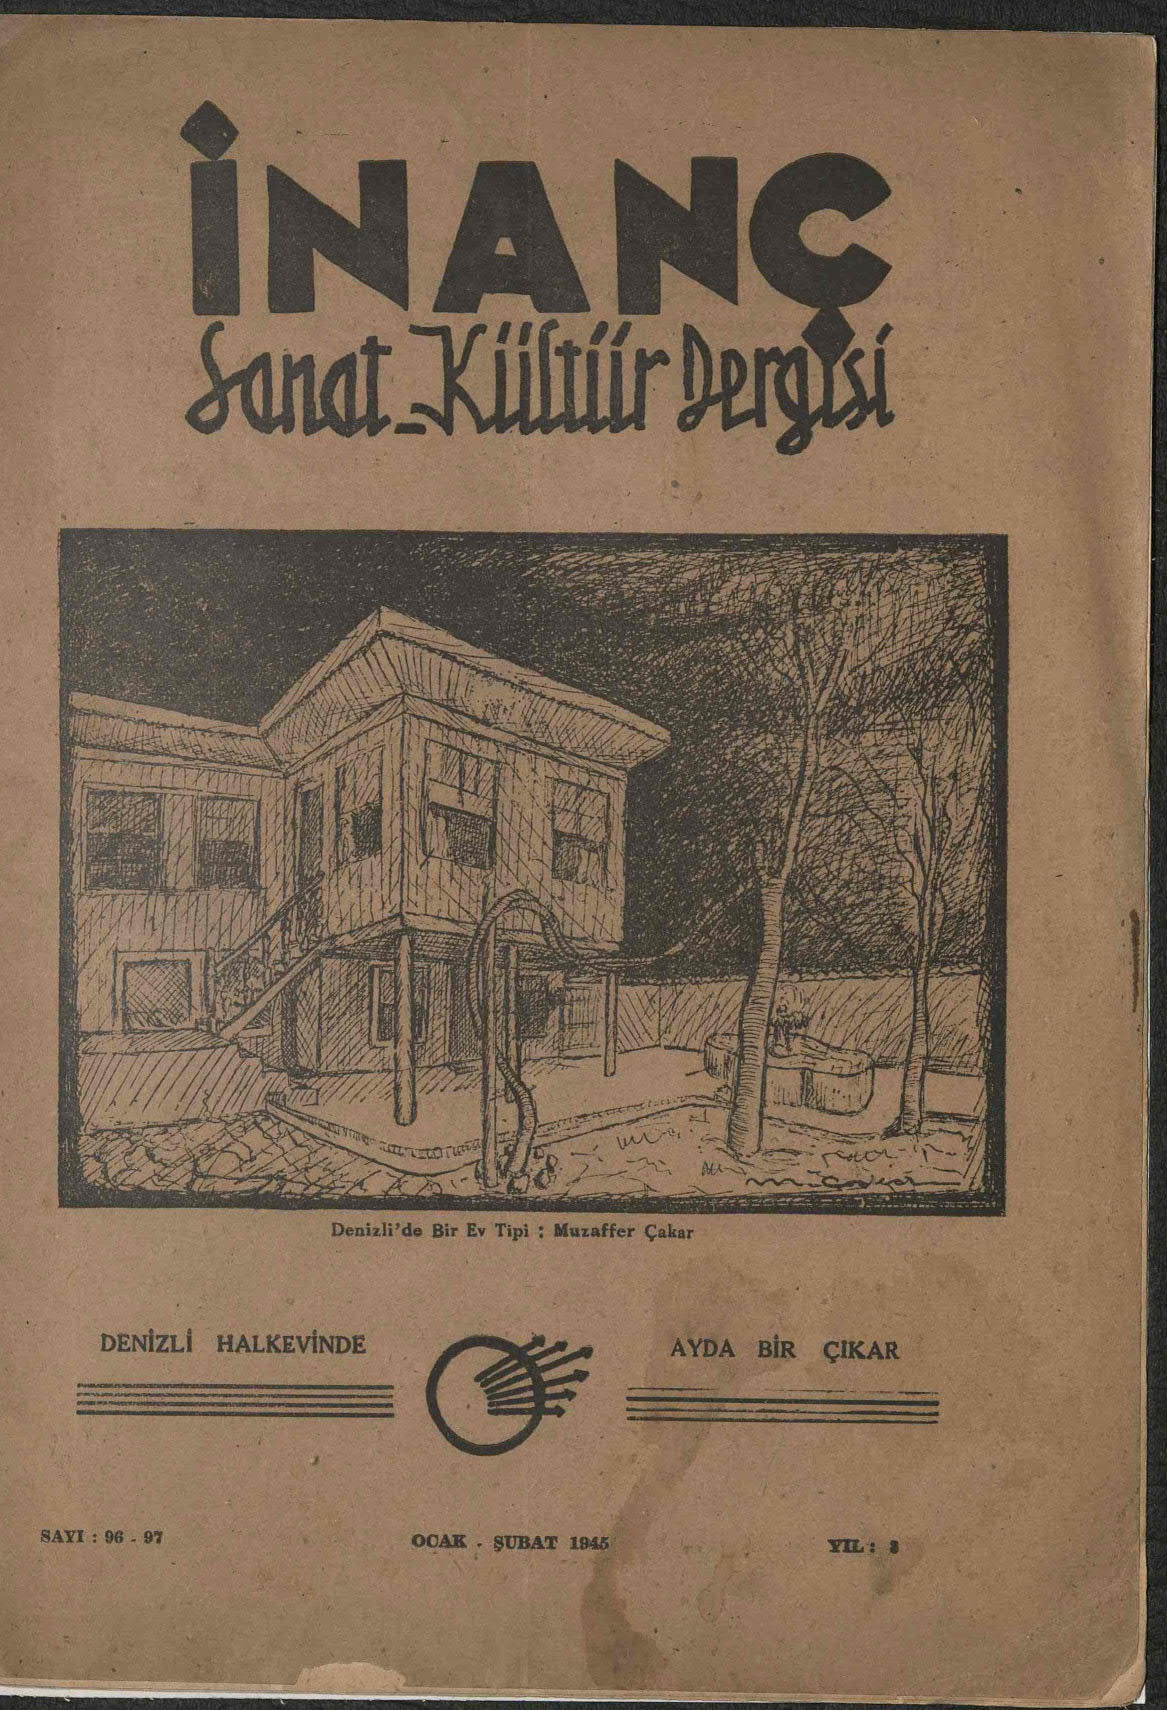 İNANÇ
Sanat-Kültür Dergisi
M. Çakar
Denizli'de Bir Ev Tipi : Muzaffer Çakar
DENİZLİ HALKEVİNDE
AYDA BİR ÇIKAR
SAYI : 96 - 97
OCAK - ŞUBAT 1945
YIL :